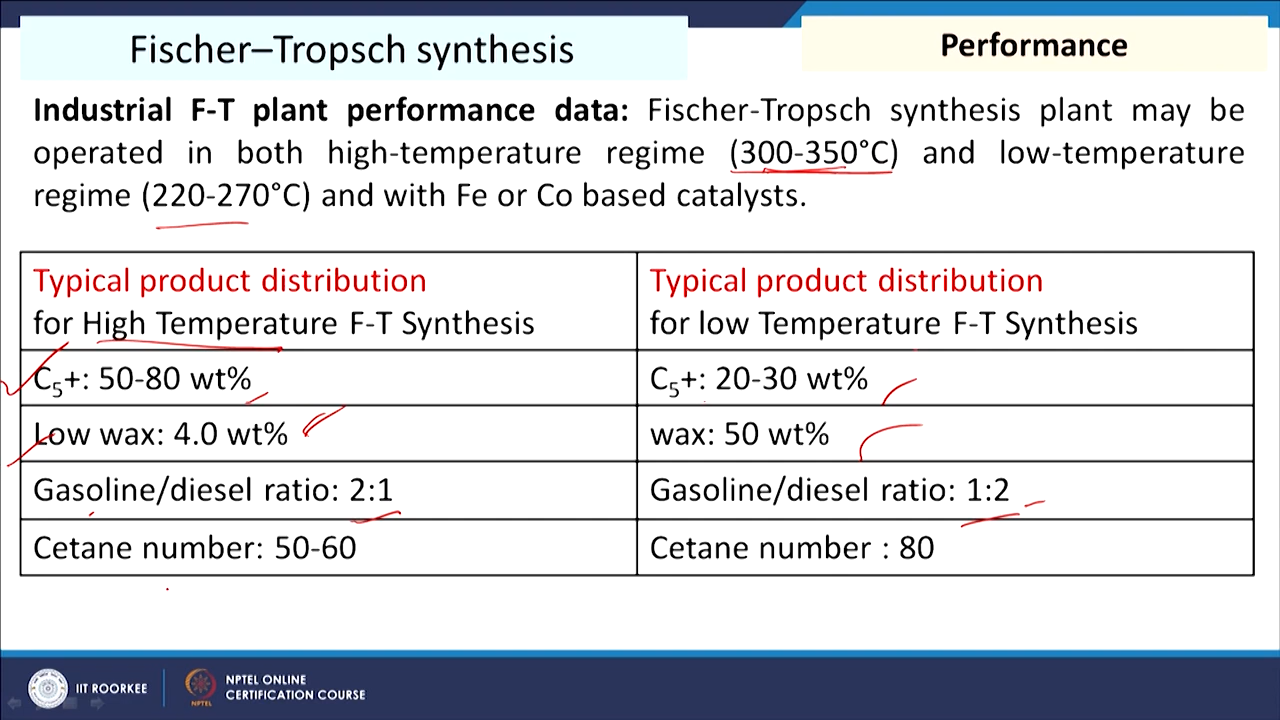 Fischer–Tropsch synthesis
Performance
Industrial F-T plant performance data: Fischer-Tropsch synthesis plant may be
operated in both high-temperature regime (300-350°C) and low-temperature
regime (220-270°C) and with Fe or Co based catalysts.
Typical product distribution
for High Temperature F-T Synthesis
Typical product distribution
for low Temperature F-T Synthesis
C₅+: 50-80 wt%
C₅+: 20-30 wt%
Low wax: 4.0 wt%
wax: 50 wt%
Gasoline/diesel ratio: 2:1
Gasoline/diesel ratio: 1:2
Cetane number: 50-60
Cetane number : 80
IIT ROORKEE
NPTEL
NPTEL ONLINE
CERTIFICATION COURSE